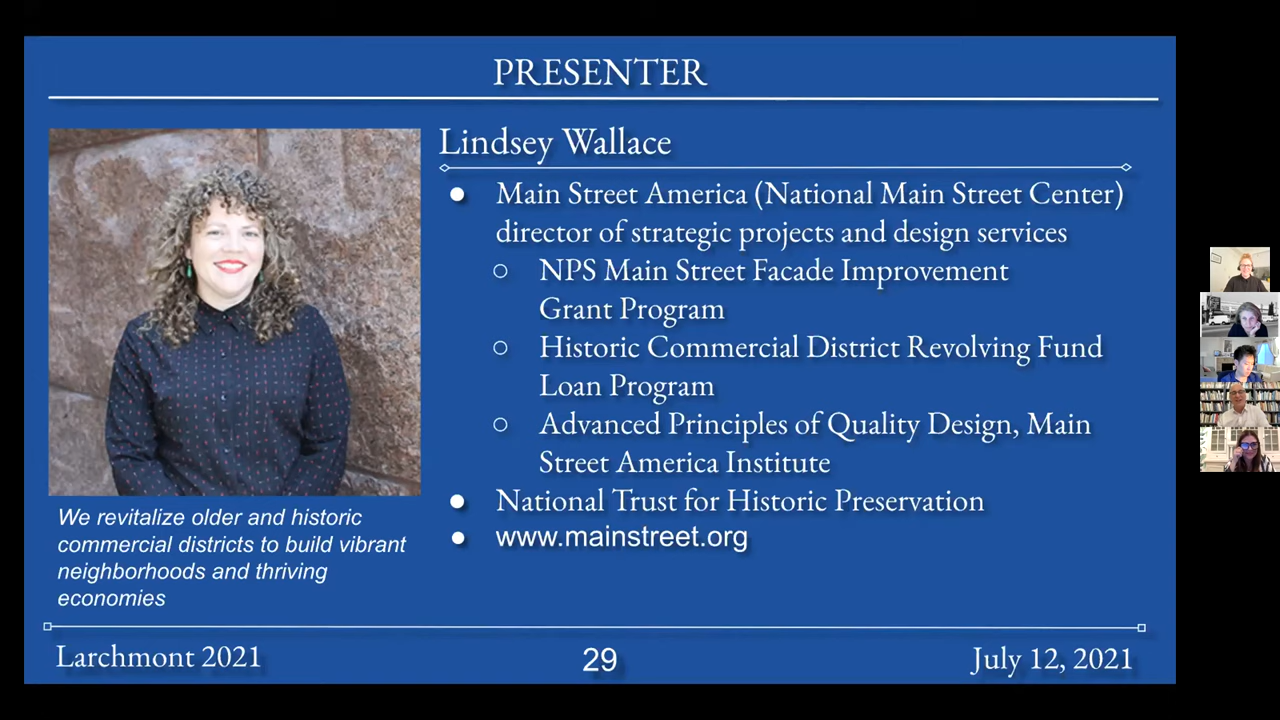 PRESENTER
Lindsey Wallace
● Main Street America (National Main Street Center)
director of strategic projects and design services
○ NPS Main Street Facade Improvement
Grant Program
○ Historic Commercial District Revolving Fund
Loan Program
○ Advanced Principles of Quality Design, Main
Street America Institute
● National Trust for Historic Preservation
● www.mainstreet.org
We revitalize older and historic
commercial districts to build vibrant
neighborhoods and thriving
economies
Larchmont 2021
29
July 12, 2021